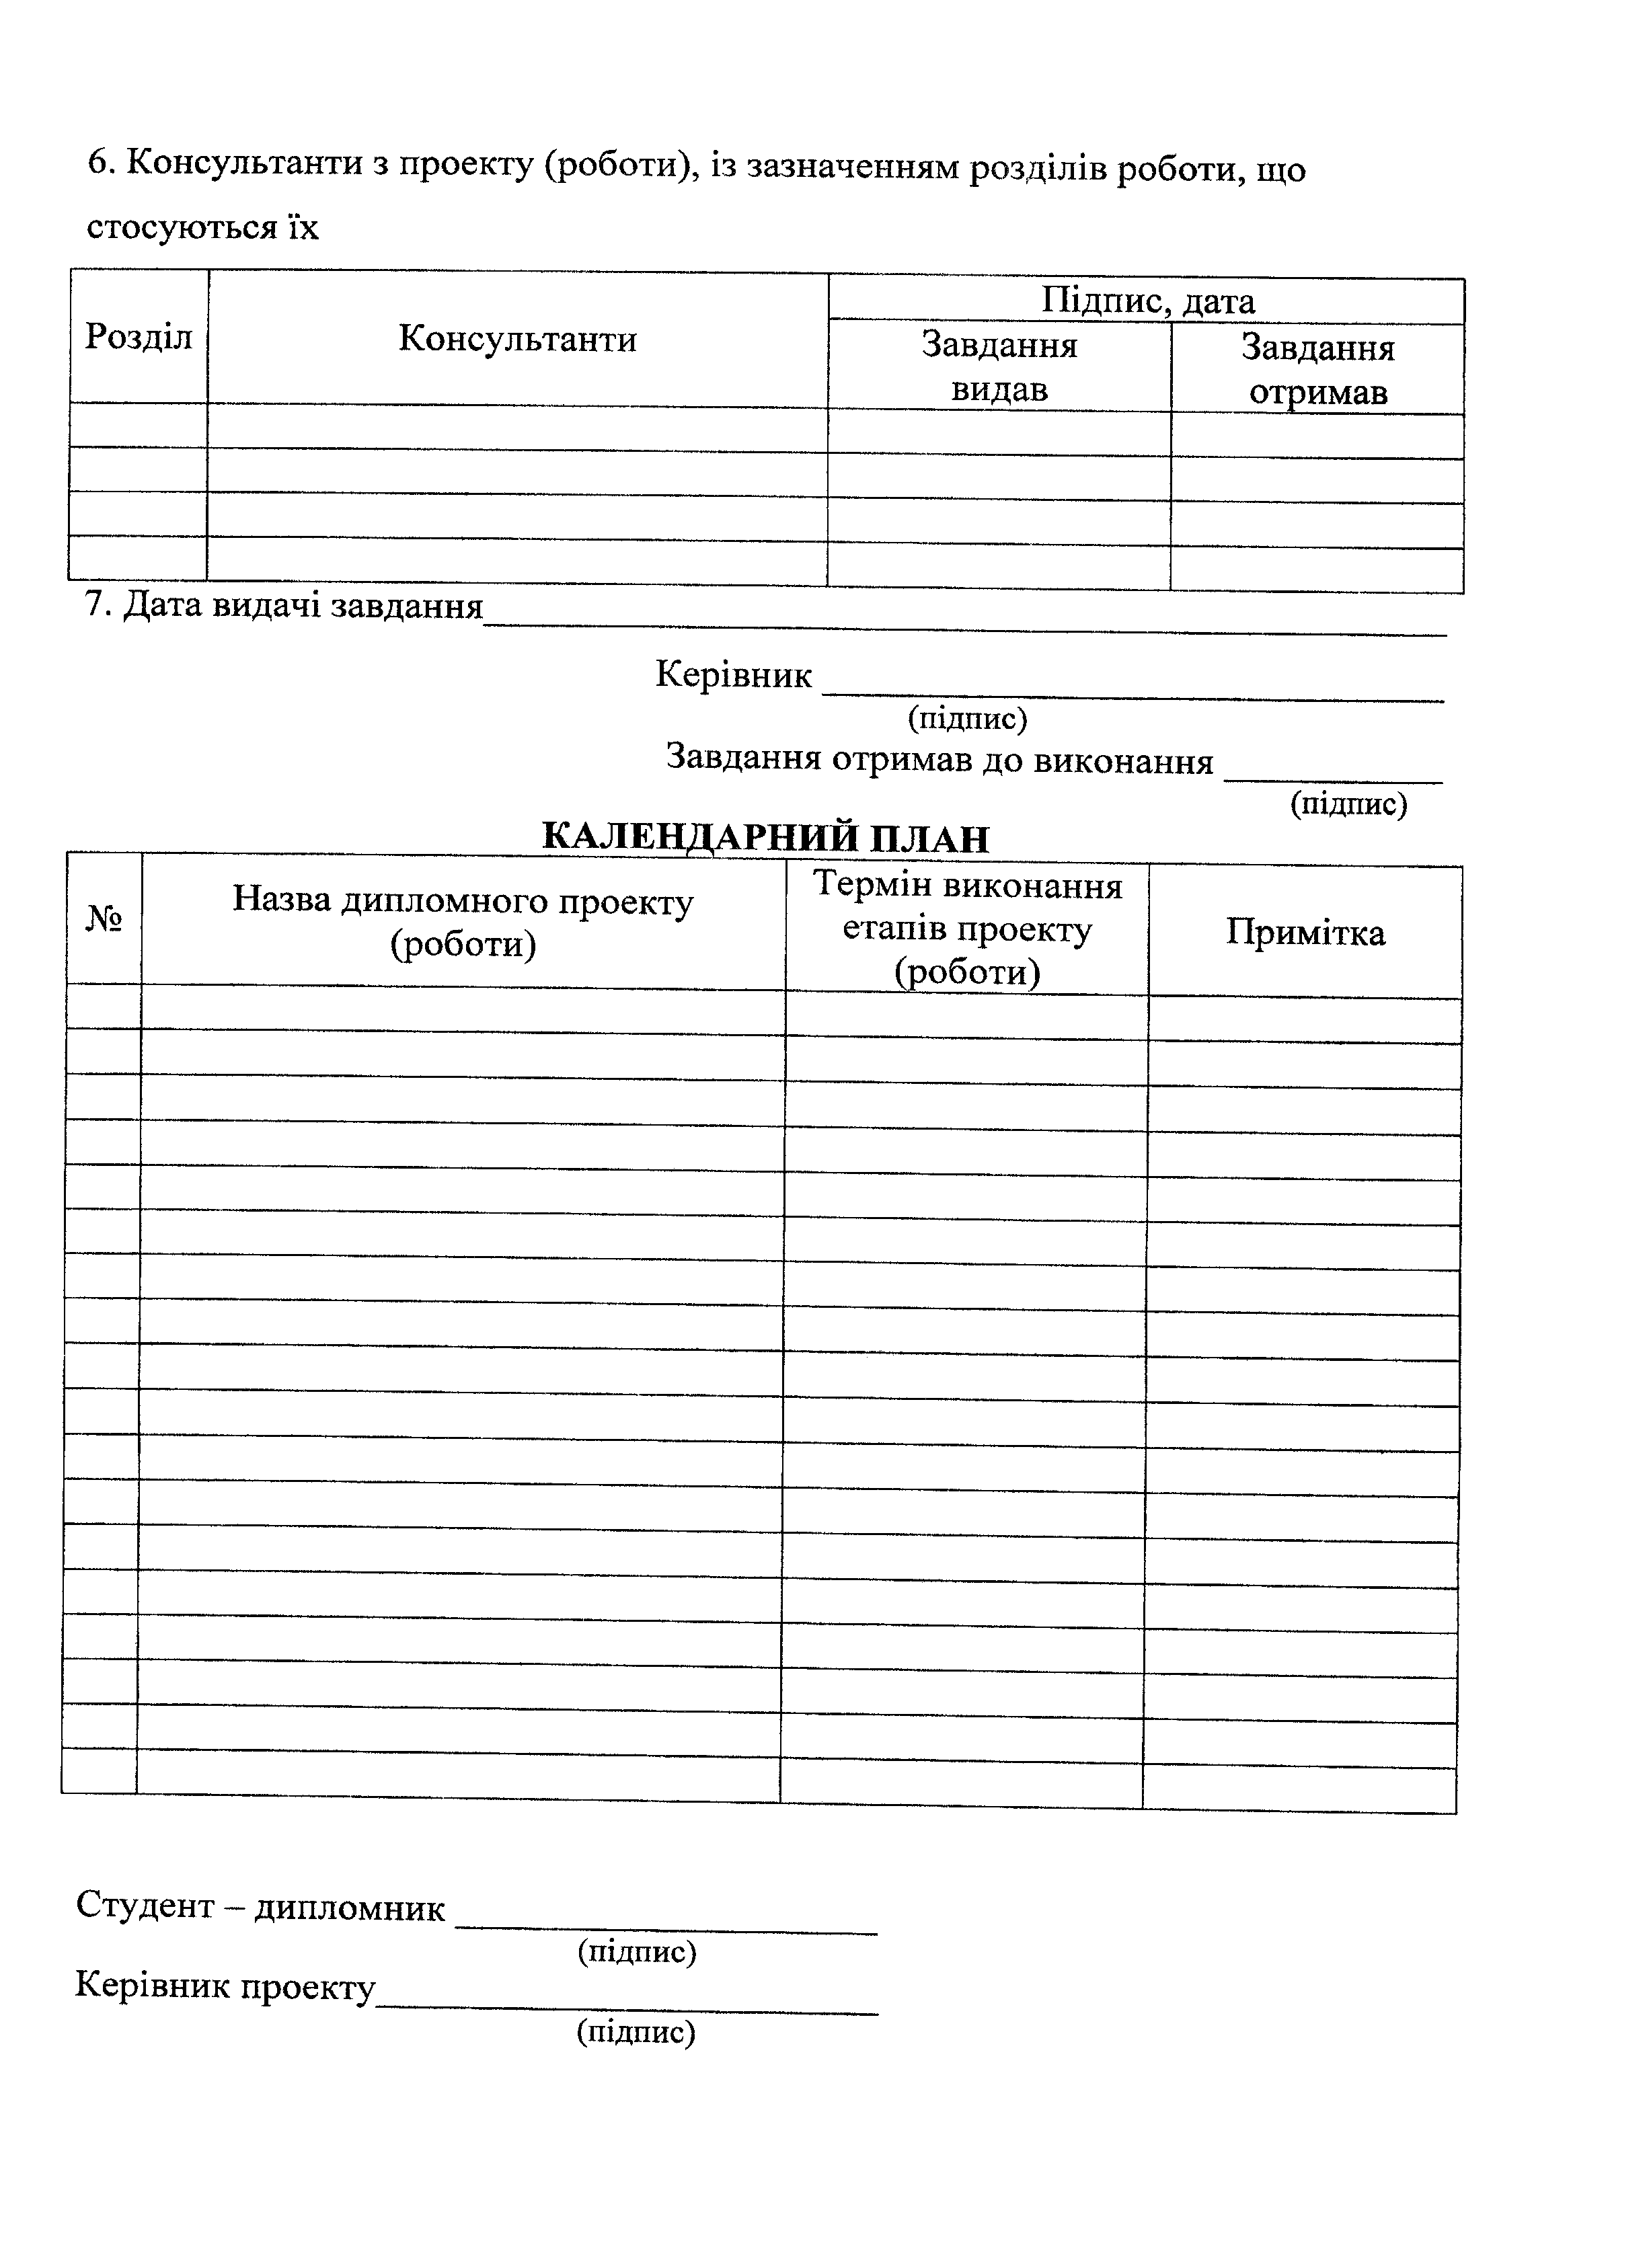 6. Консультанти з проекту (роботи), із зазначенням розділів роботи, що
стосуються їх
Розділ
Консультанти
Підпис, дата
Завдання
видав
Завдання
отримав
7. Дата видачі завдання
Керівник
(підпис)
Завдання отримав до виконання
(підпис)
КАЛЕНДАРНИЙ ПЛАН
№
Назва дипломного проекту
(роботи)
Термін виконання
етапів проекту
(роботи)
Примітка
Студент – дипломник
(підпис)
Керівник проекту
(підпис)